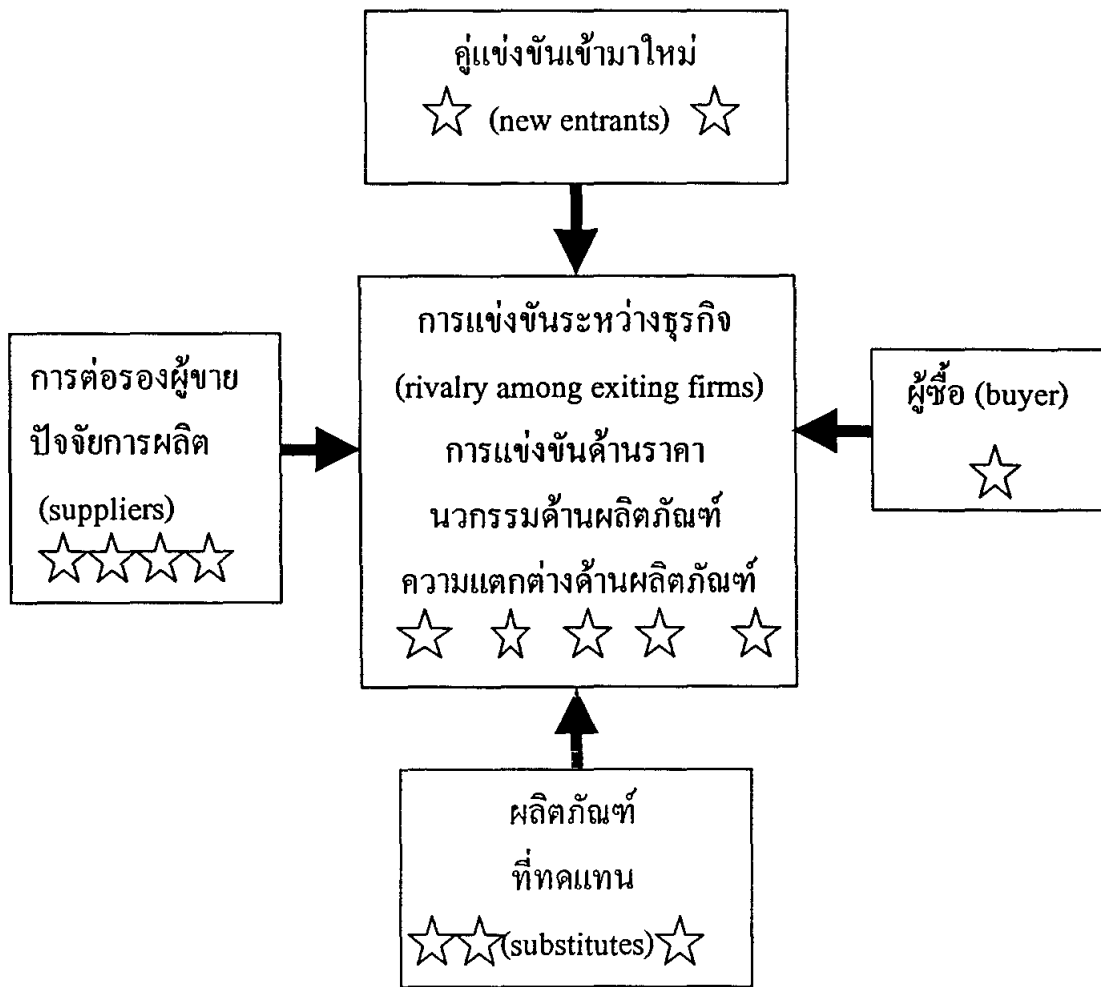 คู่แข่งขันเข้ามาใหม่
(new entrants)
การต่อรองผู้ขาย
ปัจจัยการผลิต
(suppliers)
การแข่งขันระหว่างธุรกิจ
(rivalry among exiting firms)
การแข่งขันด้านราคา
นวกรรมด้านผลิตภัณฑ์
ความแตกต่างด้านผลิตภัณฑ์
ผู้ซื้อ (buyer)
ผลิตภัณฑ์
ที่ทดแทน
(substitutes)